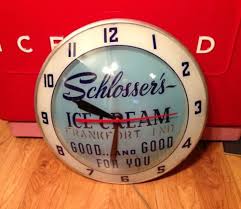 ICE D
12
11 1
10 2
9 3
8 4
7 5
6
Schlosser's
ICE CREAM
FRANKFORT IND
GOOD...AND GOOD
FOR YOU